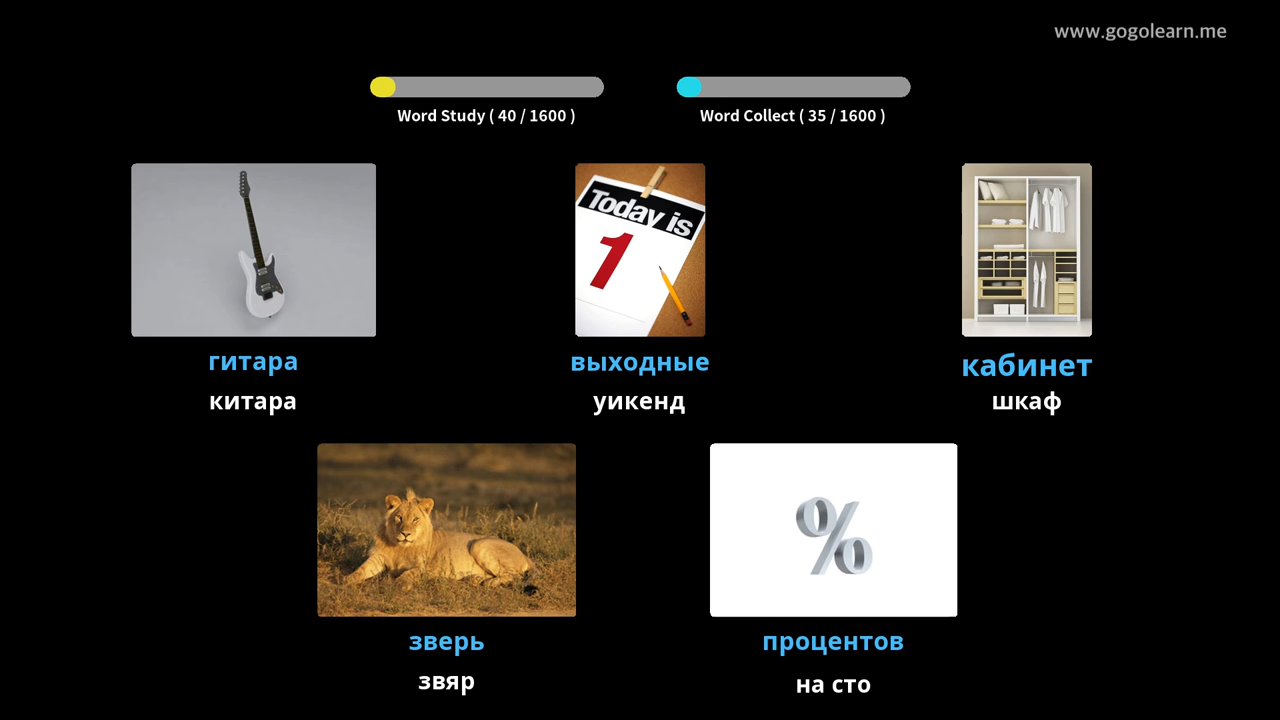 www.gogolearn.me
Word Study ( 40 / 1600 )
Word Collect ( 35 / 1600 )
Today is
1
гитара
китара
выходные
уикенд
кабинет
шкаф
%
зверь
звяр
процентов
на сто